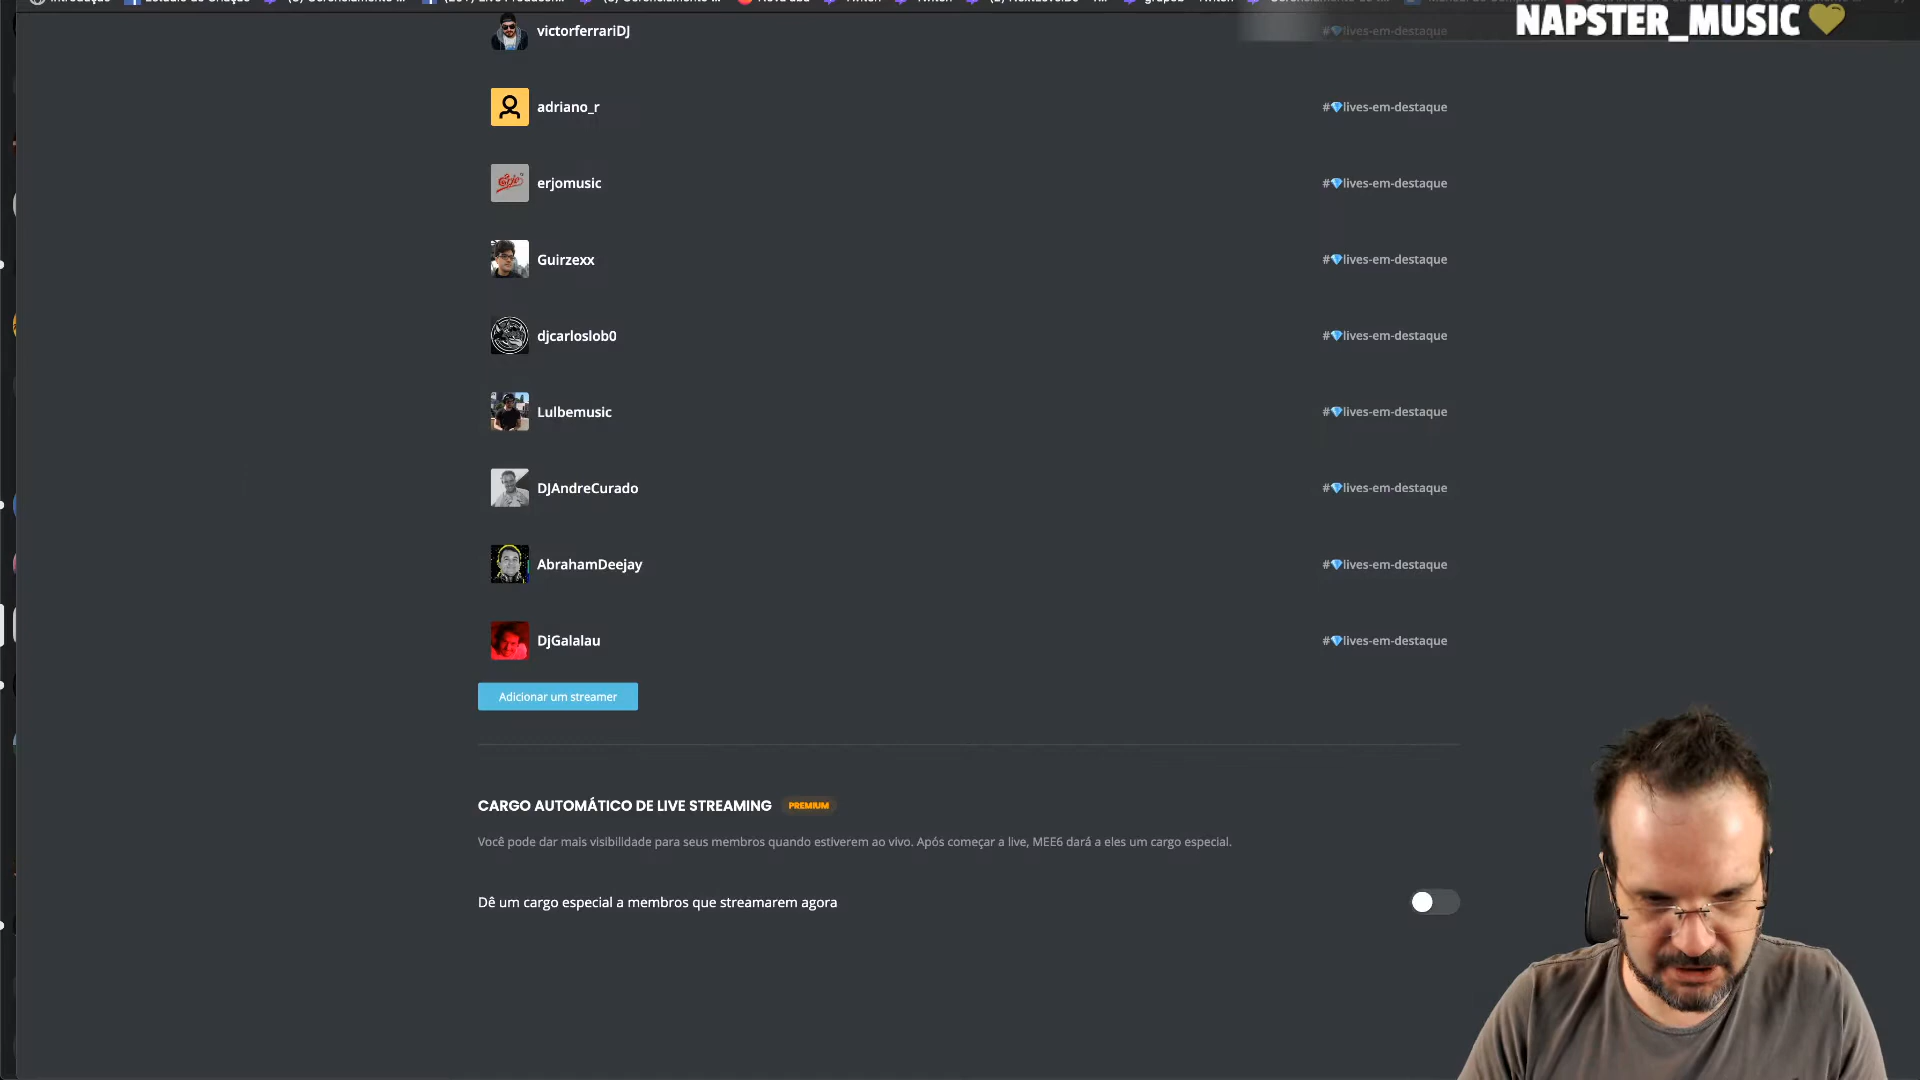 NAPSTER_MUSIC
victorferrariDJ #💎lives-em-destaque
adriano_r #💎lives-em-destaque
erjomusic #💎lives-em-destaque
Guirzexx #💎lives-em-destaque
djcarloslob0 #💎lives-em-destaque
Lulbemusic #💎lives-em-destaque
DJAndreCurado #💎lives-em-destaque
AbrahamDeejay #💎lives-em-destaque
DjGalalau #💎lives-em-destaque
Adicionar um streamer
CARGO AUTOMÁTICO DE LIVE STREAMING PREMIUM
Você pode dar mais visibilidade para seus membros quando estiverem ao vivo. Após começar a live, MEE6 dará a eles um cargo especial.
Dê um cargo especial a membros que streamarem agora